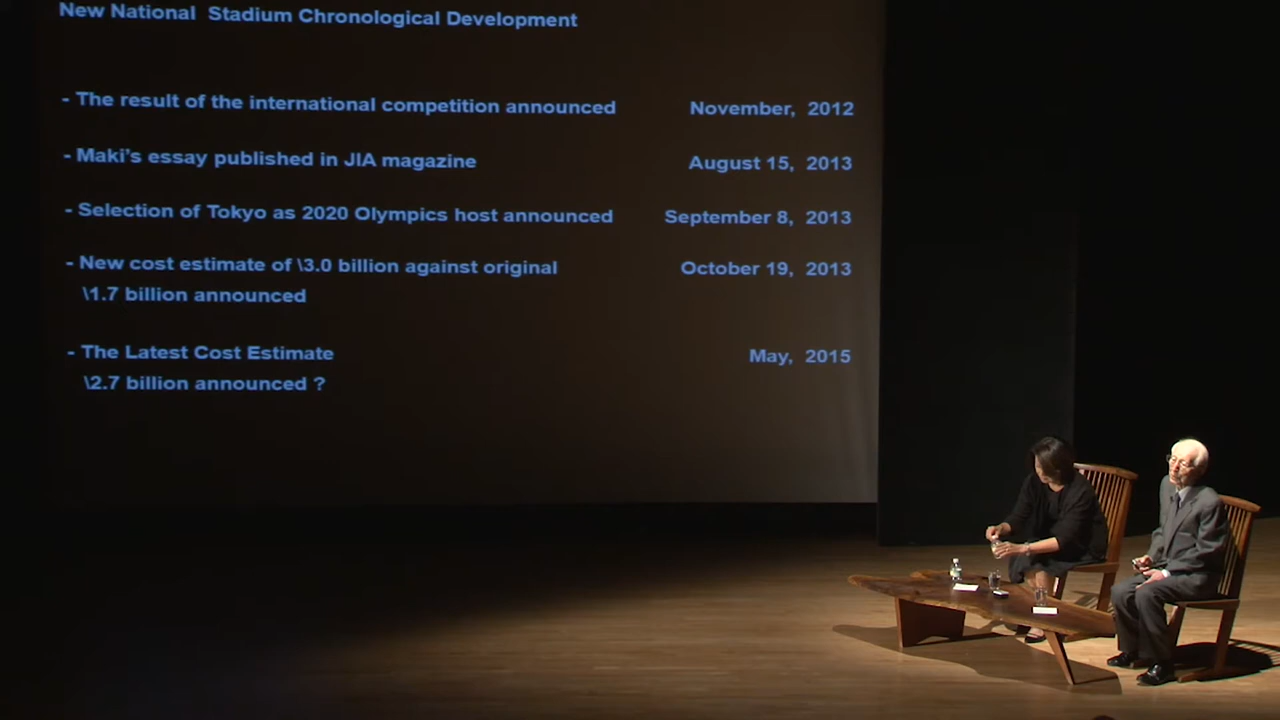 New National Stadium Chronological Development
- The result of the international competition announced November, 2012
- Maki's essay published in JIA magazine August 15, 2013
- Selection of Tokyo as 2020 Olympics host announced September 8, 2013
- New cost estimate of \3.0 billion against original October 19, 2013
\1.7 billion announced
- The Latest Cost Estimate May, 2015
\2.7 billion announced ?